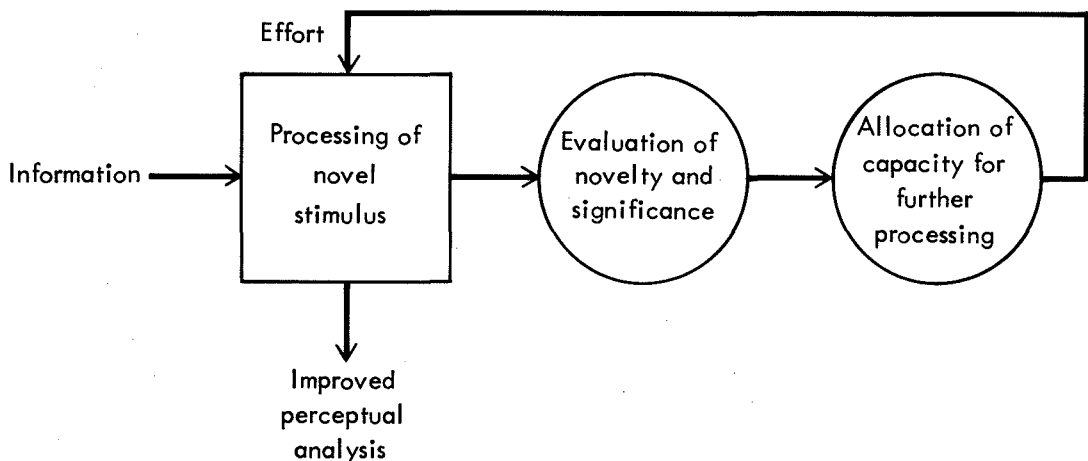 Effort
Information
Processing of
novel
stimulus
Evaluation of
novelty and
significance
Allocation of
capacity for
further
processing
Improved
perceptual
analysis